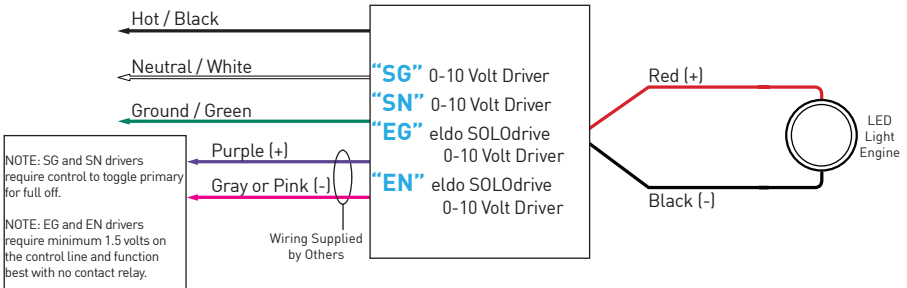 Hot / Black
Neutral / White
Ground / Green
Purple (+)
Gray or Pink (-)
NOTE: SG and SN drivers
require control to toggle primary
for full off.
NOTE: EG and EN drivers
require minimum 1.5 volts on
the control line and function
best with no contact relay.
Wiring Supplied
by Others
“SG” 0-10 Volt Driver
“SN” 0-10 Volt Driver
“EG” eldo SOLOdrive
0-10 Volt Driver
“EN” eldo SOLOdrive
0-10 Volt Driver
Red (+)
Black (-)
LED
Light
Engine